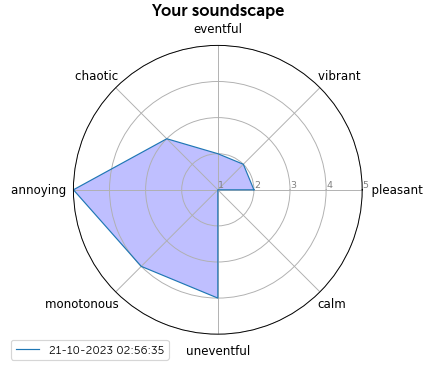 Your soundscape
eventful
chaotic
vibrant
annoying
1
2
3
4
5
pleasant
monotonous
calm
21-10-2023 02:56:35
uneventful